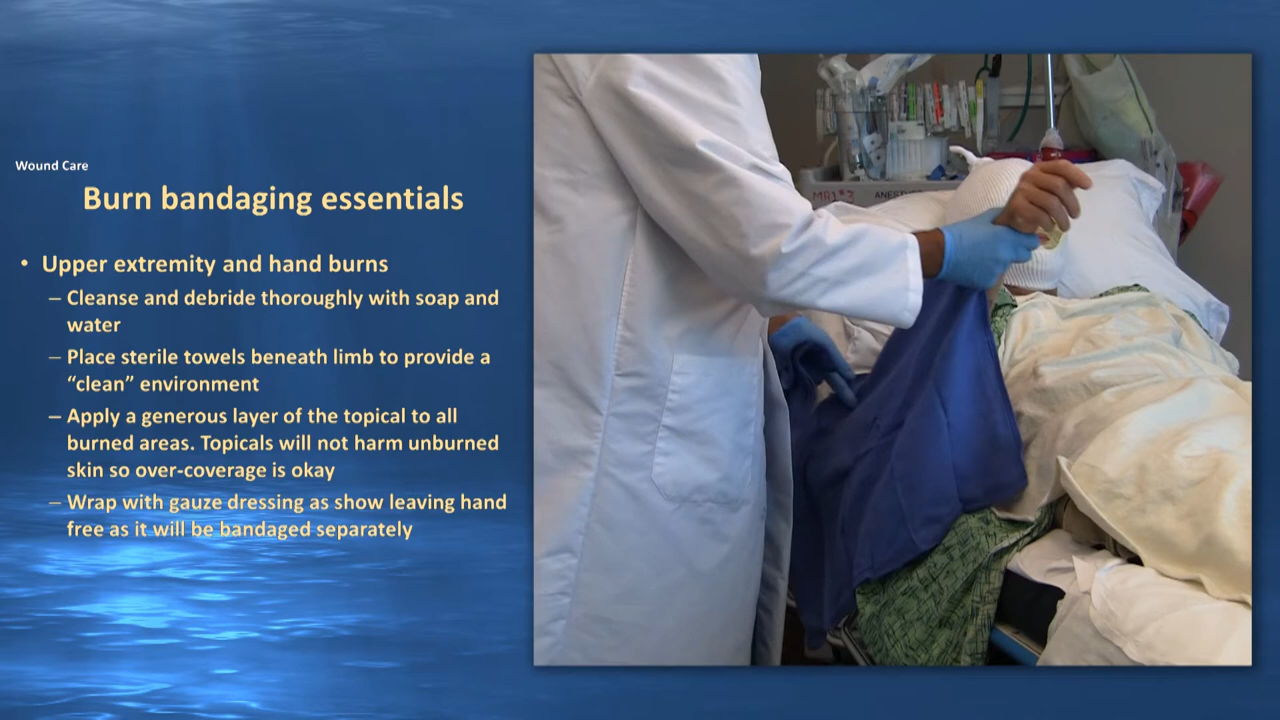 Wound Care
Burn bandaging essentials
• Upper extremity and hand burns
– Cleanse and debride thoroughly with soap and
water
– Place sterile towels beneath limb to provide a
“clean” environment
– Apply a generous layer of the topical to all
burned areas. Topicals will not harm unburned
skin so over-coverage is okay
– Wrap with gauze dressing as show leaving hand
free as it will be bandaged separately